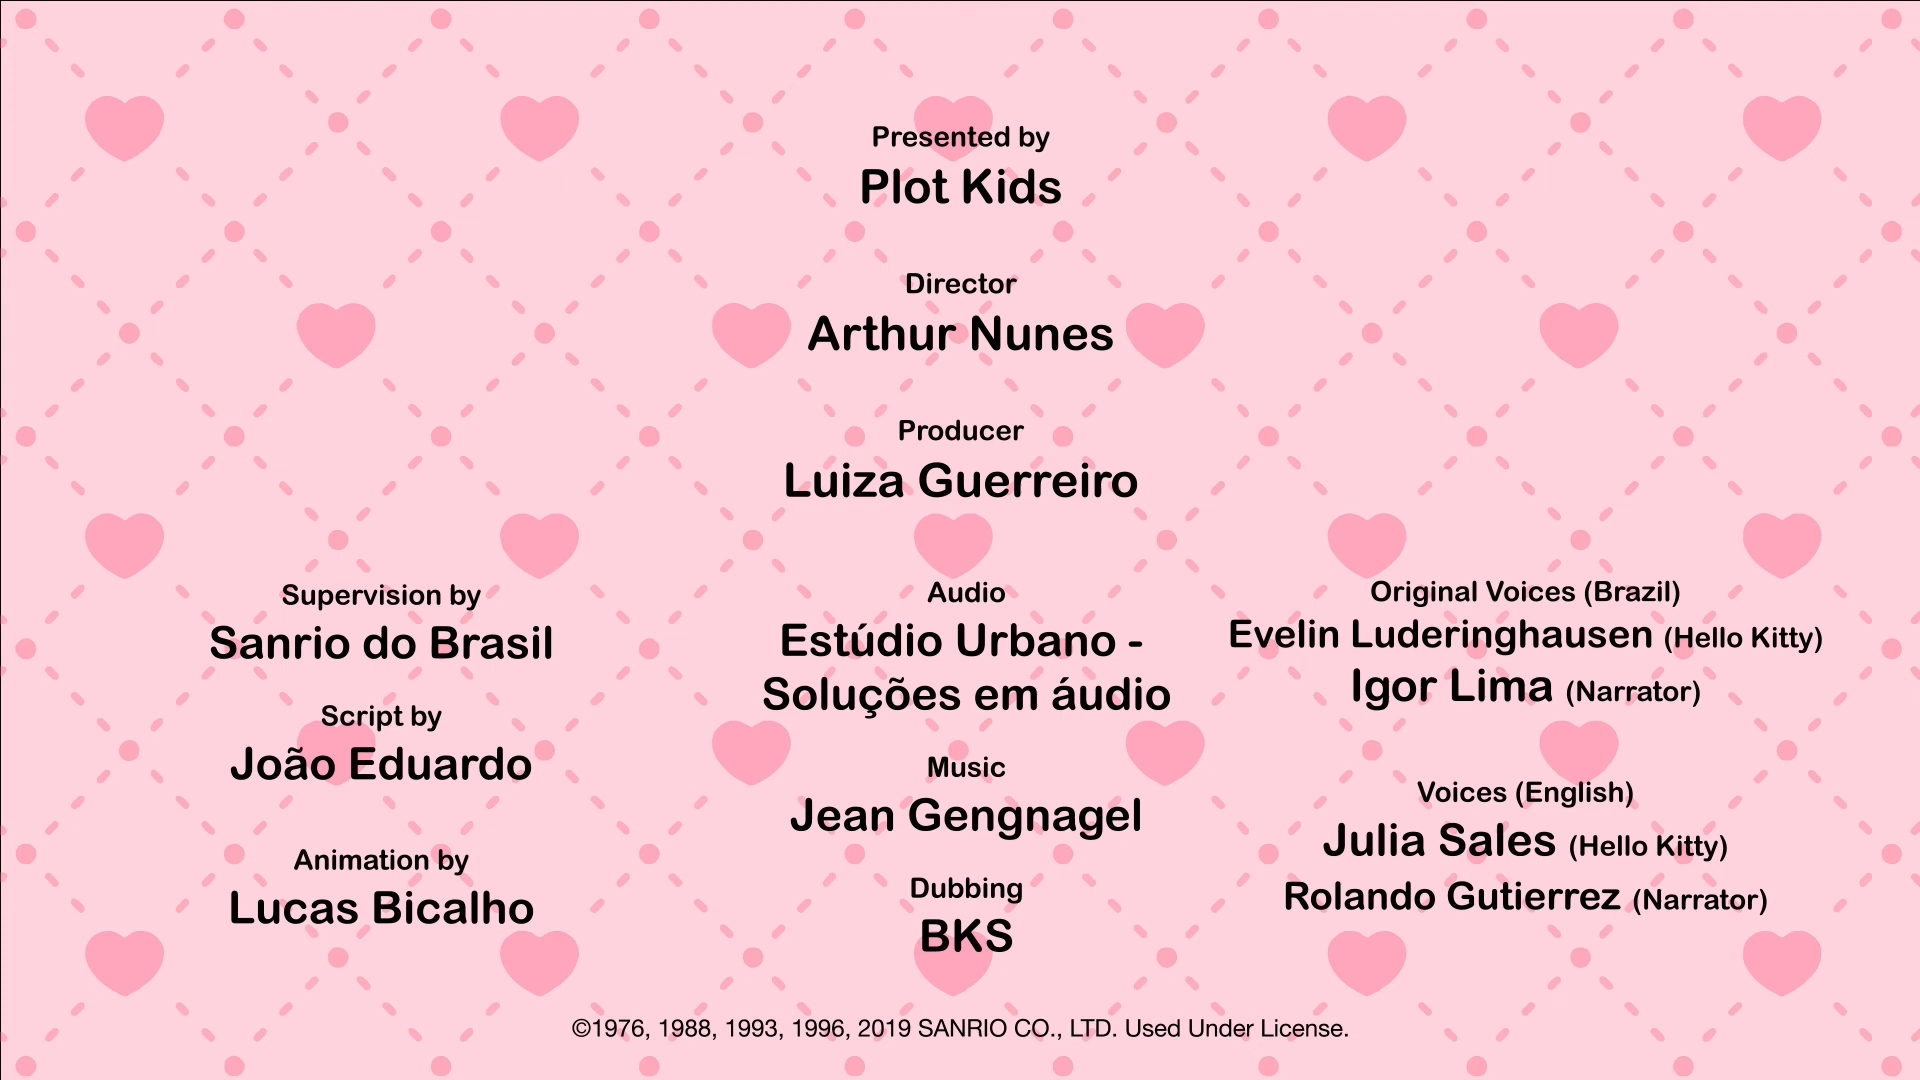 Presented by
Plot Kids
Director
Arthur Nunes
Producer
Luiza Guerreiro
Supervision by
Sanrio do Brasil
Script by
João Eduardo
Animation by
Lucas Bicalho
Audio
Estúdio Urbano -
Soluções em áudio
Music
Jean Gengnagel
Dubbing
BKS
Original Voices (Brazil)
Evelin Luderinghausen (Hello Kitty)
Igor Lima (Narrator)
Voices (English)
Julia Sales (Hello Kitty)
Rolando Gutierrez (Narrator)
©1976, 1988, 1993, 1996, 2019 SANRIO CO., LTD. Used Under License.